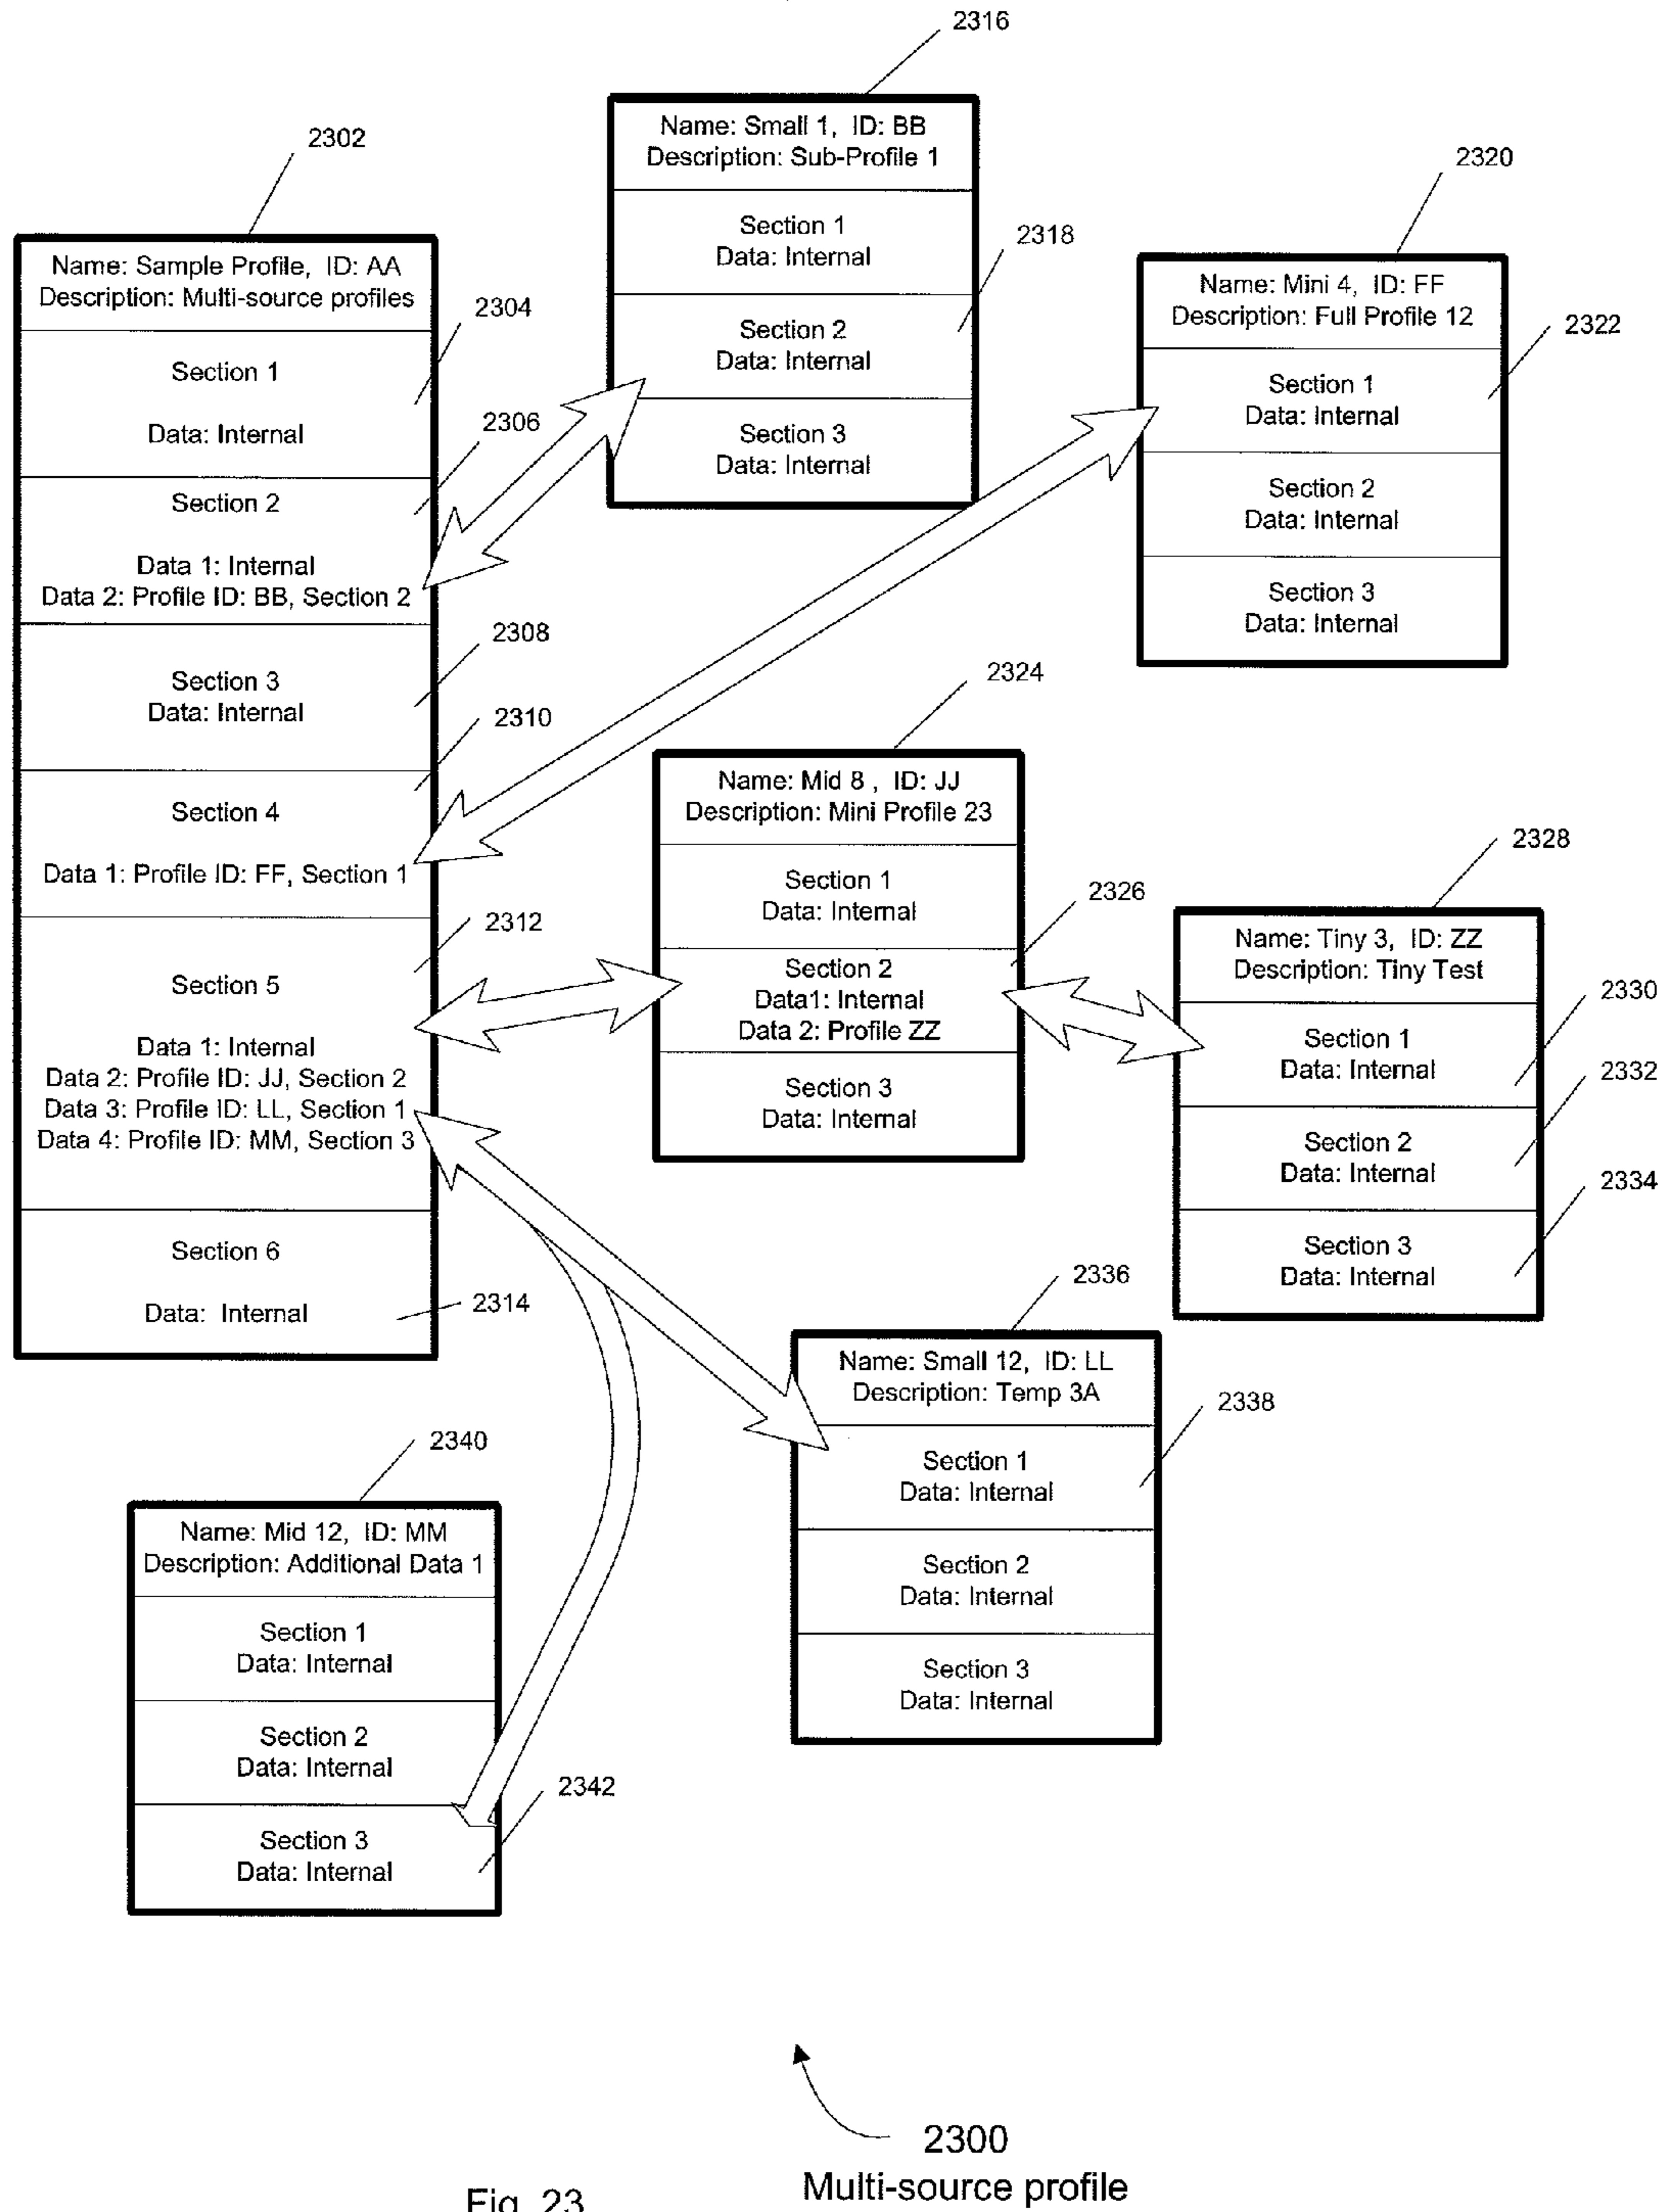 2316
Name: Small 1, ID: BB
Description: Sub-Profile 1
Section 1
Data: Internal
2318
Section 2
Data: Internal
Section 3
Data: Internal
2302
Name: Sample Profile, ID: AA
Description: Multi-source profiles
2304
Section 1
Data: Internal
2306
Section 2
Data 1: Internal
Data 2: Profile ID: BB, Section 2
2308
Section 3
Data: Internal
2310
Section 4
Data 1: Profile ID: FF, Section 1
2312
Section 5
Data 1: Internal
Data 2: Profile ID: JJ, Section 2
Data 3: Profile ID: LL, Section 1
Data 4: Profile ID: MM, Section 3
Section 6
Data: Internal
2314
2320
Name: Mini 4, ID: FF
Description: Full Profile 12
2322
Section 1
Data: Internal
Section 2
Data: Internal
Section 3
Data: Internal
2324
Name: Mid 8 , ID: JJ
Description: Mini Profile 23
Section 1
Data: Internal
2326
Section 2
Data1: Internal
Data 2: Profile ZZ
Section 3
Data: Internal
2328
Name: Tiny 3, ID: ZZ
Description: Tiny Test
2330
Section 1
Data: Internal
2332
Section 2
Data: Internal
2334
Section 3
Data: Internal
2336
Name: Small 12, ID: LL
Description: Temp 3A
2338
Section 1
Data: Internal
Section 2
Data: Internal
Section 3
Data: Internal
2340
Name: Mid 12, ID: MM
Description: Additional Data 1
Section 1
Data: Internal
Section 2
Data: Internal
2342
Section 3
Data: Internal
2300
Multi-source profile
Fig. 23